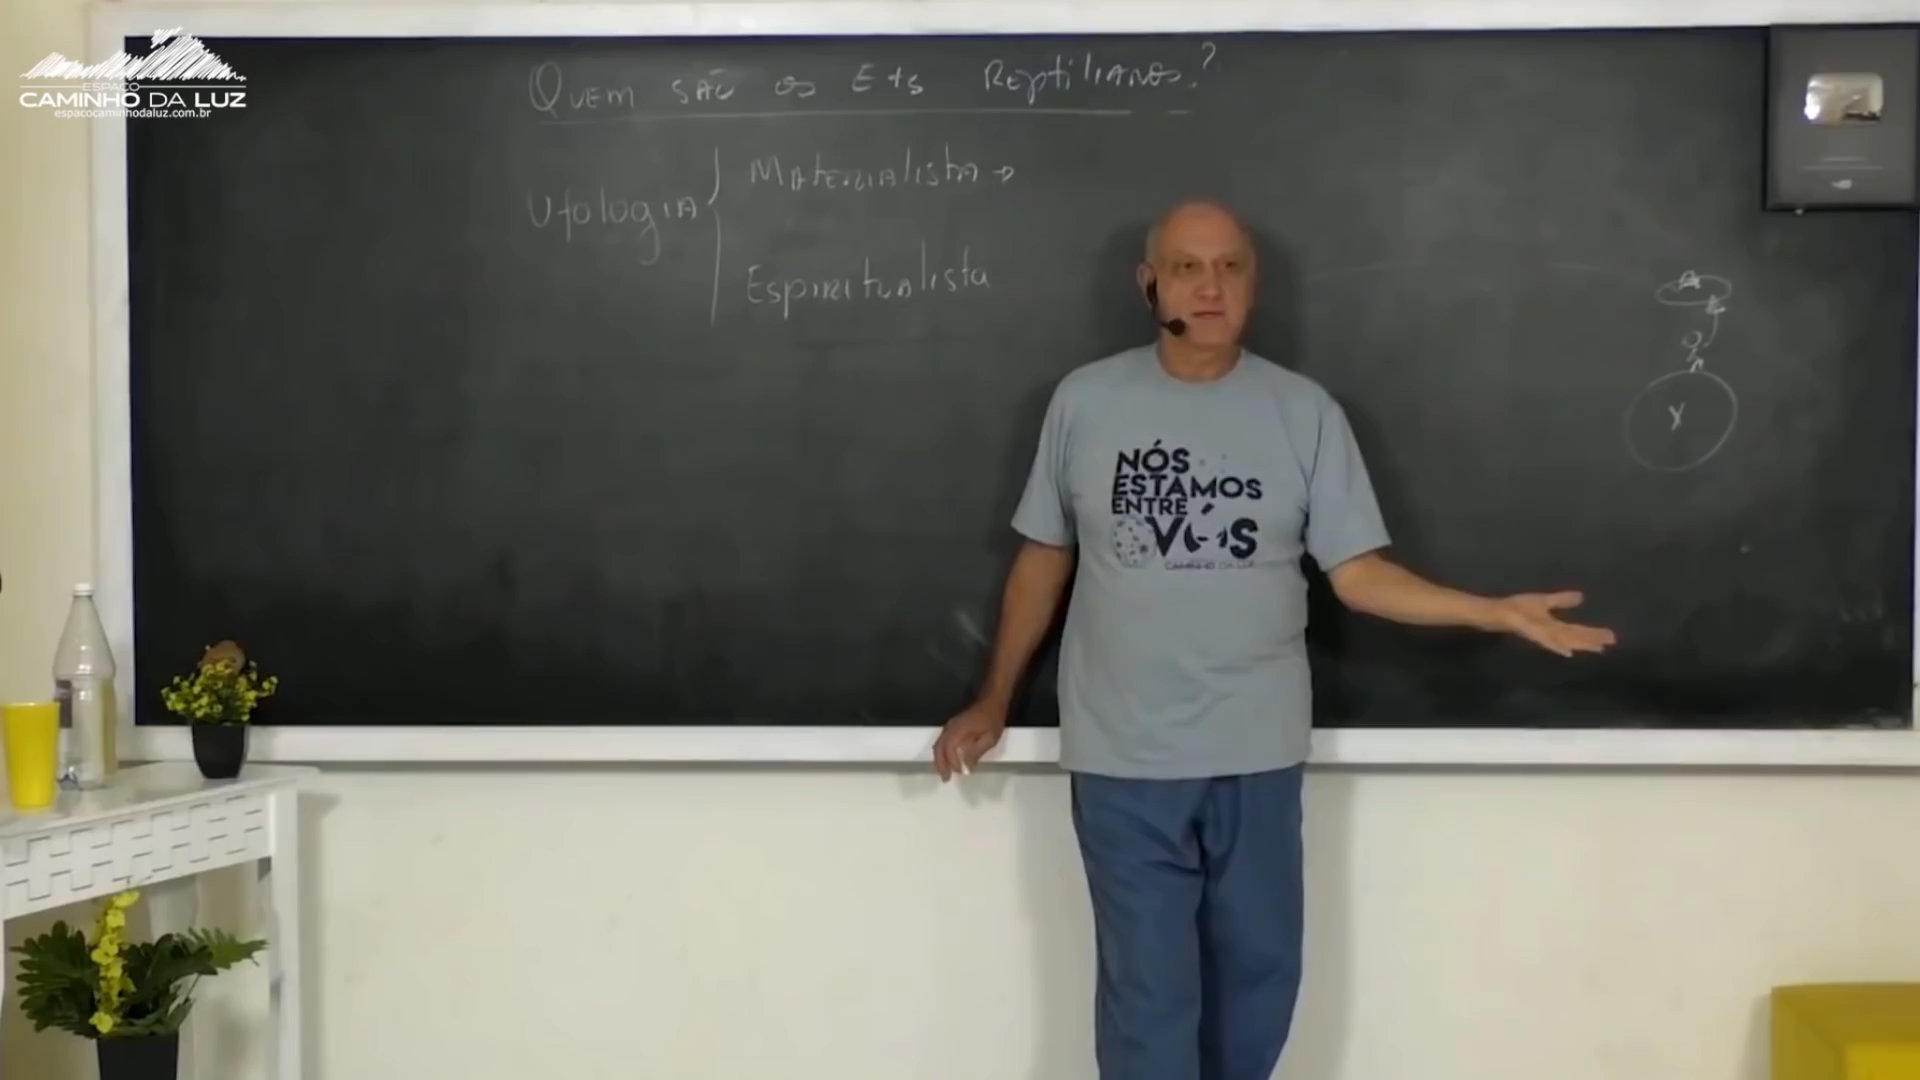 ESPAÇO
CAMINHO DA LUZ
espacocaminhodaluz.com.br
Quem são os Ets Reptilianos?
Ufologia
Materialista →
Espiritualista
X
NÓS
ESTAMOS
ENTRE
VÓS
CAMINHO DA LUZ